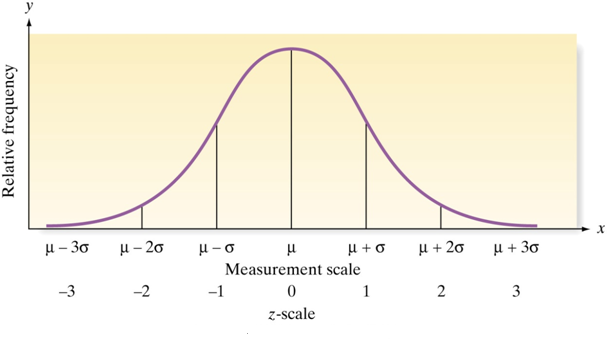 y
Relative frequency
x
μ – 3σ μ – 2σ μ – σ μ μ + σ μ + 2σ μ + 3σ
Measurement scale
–3 –2 –1 0 1 2 3
z-scale